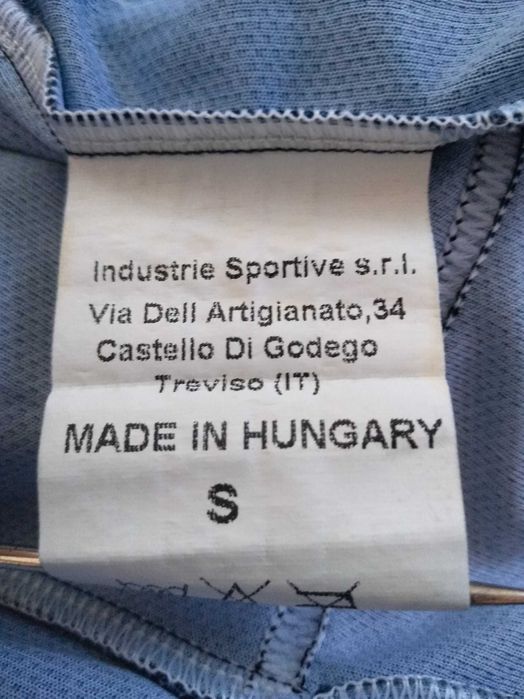 Industrie Sportive s.r.l.
Via Dell Artigianato,34
Castello Di Godego
Treviso (IT)
MADE IN HUNGARY
S